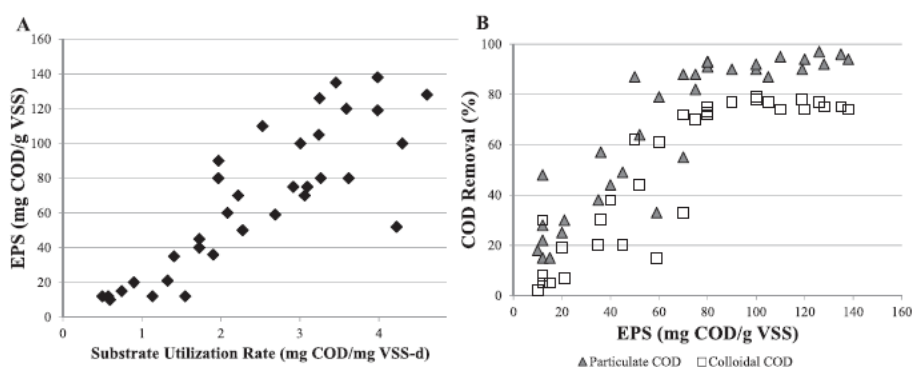 A
EPS (mg COD/g VSS)
160
140
120
100
80
60
40
20
0
0 1 2 3 4
Substrate Utilization Rate (mg COD/mg VSS-d)
B
COD Removal (%)
100
80
60
40
20
0
0 20 40 60 80 100 120 140 160
EPS (mg COD/g VSS)
Particulate COD Colloidal COD